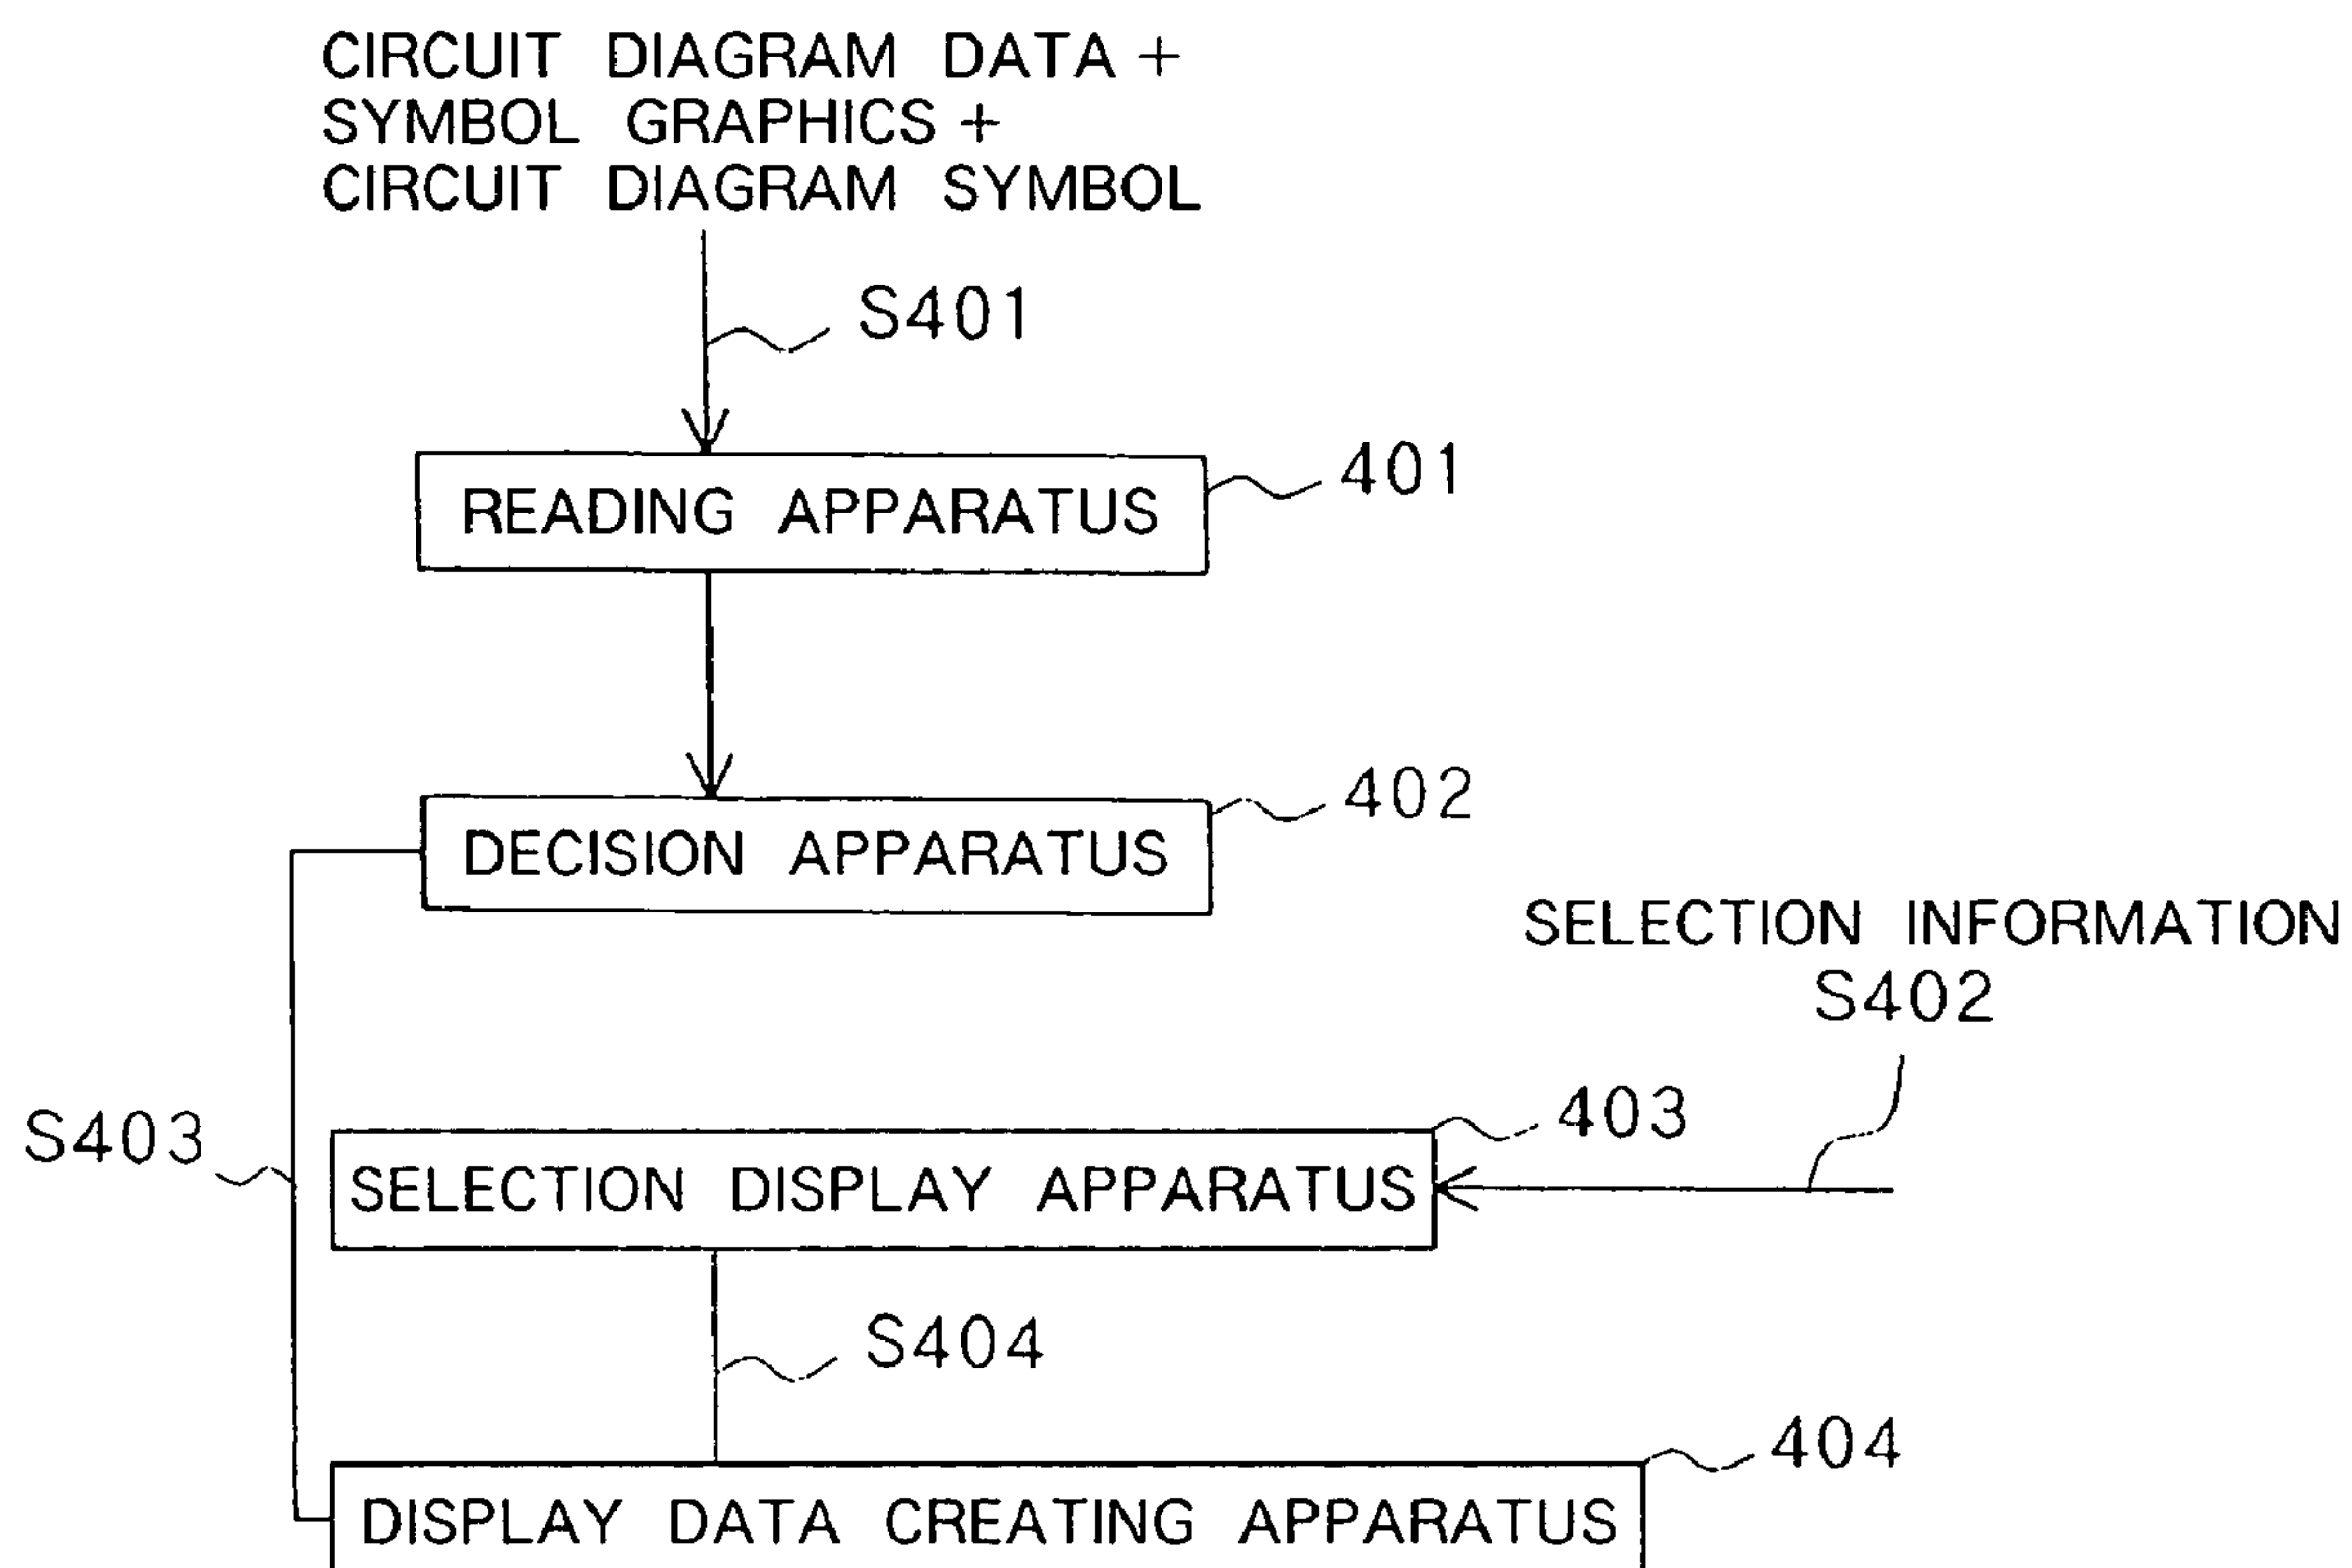 CIRCUIT DIAGRAM DATA +
SYMBOL GRAPHICS +
CIRCUIT DIAGRAM SYMBOL
S401
401
READING APPARATUS
402
DECISION APPARATUS
SELECTION INFORMATION
S402
403
S403
SELECTION DISPLAY APPARATUS
S404
404
DISPLAY DATA CREATING APPARATUS